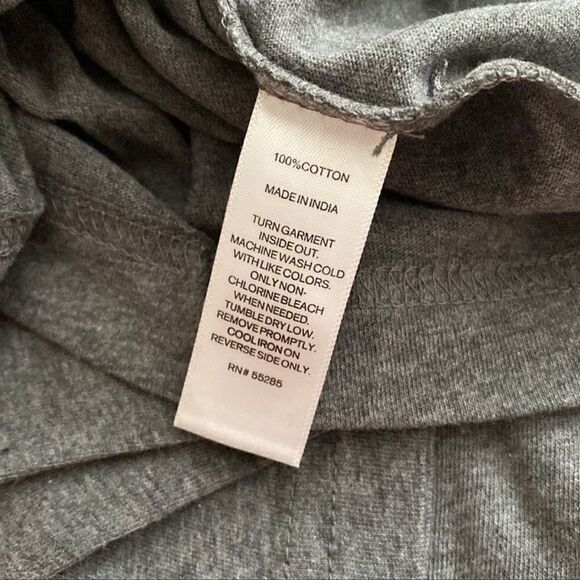 100%COTTON
MADE IN INDIA
TURN GARMENT
INSIDE OUT.
MACHINE WASH COLD
WITH LIKE COLORS.
ONLY NON-
CHLORINE BLEACH
WHEN NEEDED.
TUMBLE DRY LOW.
REMOVE PROMPTLY.
COOL IRON ON
REVERSE SIDE ONLY.
RN# 55285